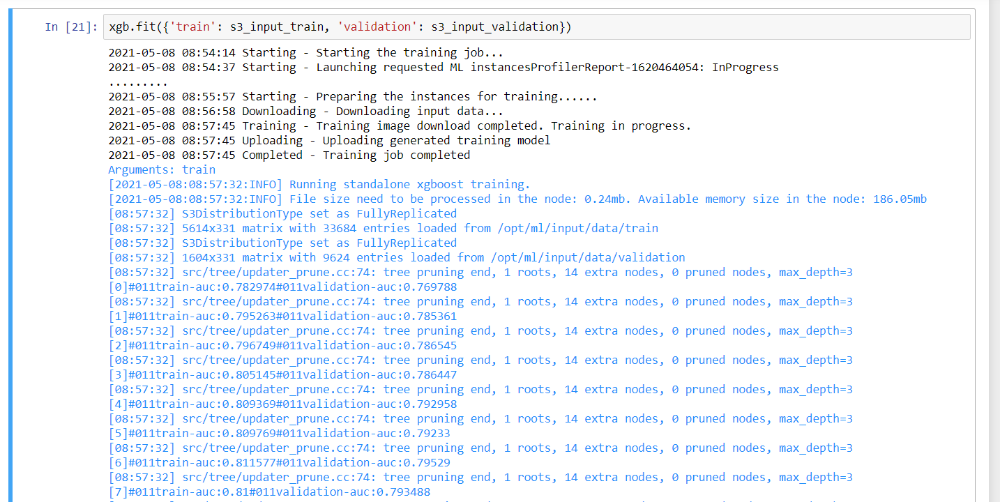 In [21]: xgb.fit({'train': s3_input_train, 'validation': s3_input_validation})
2021-05-08 08:54:14 Starting - Starting the training job...
2021-05-08 08:54:37 Starting - Launching requested ML instancesProfilerReport-1620464054: InProgress
.........
2021-05-08 08:55:57 Starting - Preparing the instances for training......
2021-05-08 08:56:58 Downloading - Downloading input data...
2021-05-08 08:57:45 Training - Training image download completed. Training in progress.
2021-05-08 08:57:45 Uploading - Uploading generated training model
2021-05-08 08:57:45 Completed - Training job completed
Arguments: train
[2021-05-08:08:57:32:INFO] Running standalone xgboost training.
[2021-05-08:08:57:32:INFO] File size need to be processed in the node: 0.24mb. Available memory size in the node: 186.05mb
[08:57:32] S3DistributionType set as FullyReplicated
[08:57:32] 5614x331 matrix with 33684 entries loaded from /opt/ml/input/data/train
[08:57:32] S3DistributionType set as FullyReplicated
[08:57:32] 1604x331 matrix with 9624 entries loaded from /opt/ml/input/data/validation
[08:57:32] src/tree/updater_prune.cc:74: tree pruning end, 1 roots, 14 extra nodes, 0 pruned nodes, max_depth=3
[0]#011train-auc:0.782974#011validation-auc:0.769788
[08:57:32] src/tree/updater_prune.cc:74: tree pruning end, 1 roots, 14 extra nodes, 0 pruned nodes, max_depth=3
[1]#011train-auc:0.795263#011validation-auc:0.785361
[08:57:32] src/tree/updater_prune.cc:74: tree pruning end, 1 roots, 14 extra nodes, 0 pruned nodes, max_depth=3
[2]#011train-auc:0.796749#011validation-auc:0.786545
[08:57:32] src/tree/updater_prune.cc:74: tree pruning end, 1 roots, 14 extra nodes, 0 pruned nodes, max_depth=3
[3]#011train-auc:0.805145#011validation-auc:0.786447
[08:57:32] src/tree/updater_prune.cc:74: tree pruning end, 1 roots, 14 extra nodes, 0 pruned nodes, max_depth=3
[4]#011train-auc:0.809369#011validation-auc:0.792958
[08:57:32] src/tree/updater_prune.cc:74: tree pruning end, 1 roots, 14 extra nodes, 0 pruned nodes, max_depth=3
[5]#011train-auc:0.809769#011validation-auc:0.79233
[08:57:32] src/tree/updater_prune.cc:74: tree pruning end, 1 roots, 14 extra nodes, 0 pruned nodes, max_depth=3
[6]#011train-auc:0.811577#011validation-auc:0.79529
[08:57:32] src/tree/updater_prune.cc:74: tree pruning end, 1 roots, 14 extra nodes, 0 pruned nodes, max_depth=3
[7]#011train-auc:0.81#011validation-auc:0.793488